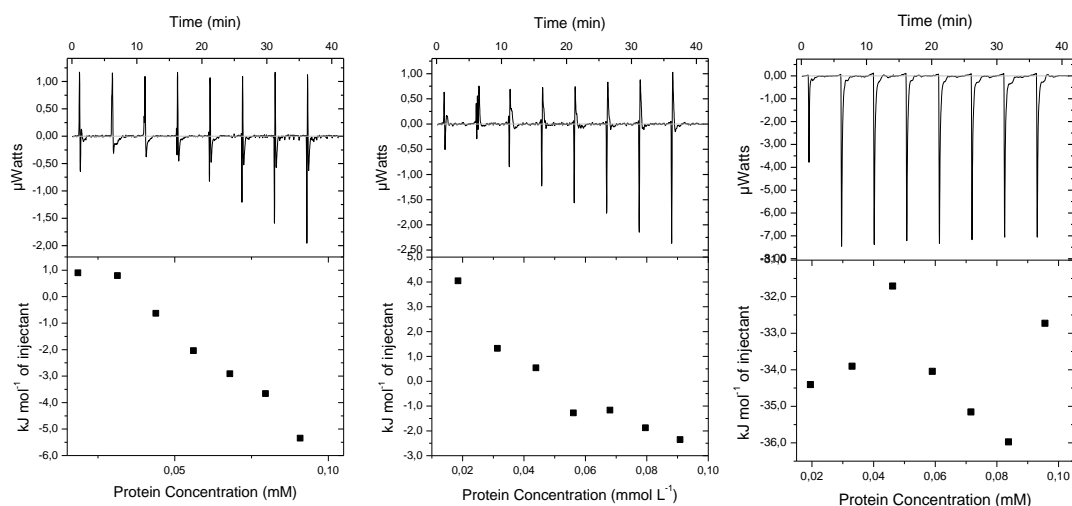 Time (min)
0 10 20 30 40
1,00
0,50
0,00
-0,50
-1,00
-1,50
-2,00
µWatts
1,0
0,0
-1,0
-2,0
-3,0
-4,0
-5,0
-6,0
kJ mol⁻¹ of injectant
0,05 0,10
Protein Concentration (mM)
Time (min)
0 10 20 30 40
1,00
0,50
0,00
-0,50
-1,00
-1,50
-2,00
-2,50
µWatts
5,0
4,0
3,0
2,0
1,0
0,0
-1,0
-2,0
-3,0
kJ mol⁻¹ of injectant
0,02 0,04 0,06 0,08 0,10
Protein Concentration (mmol L⁻¹)
Time (min)
0 10 20 30 40
0,00
-1,00
-2,00
-3,00
-4,00
-5,00
-6,00
-7,00
-8,00
µWatts
-32,0
-33,0
-34,0
-35,0
-36,0
kJ mol⁻¹ of injectant
0,02 0,04 0,06 0,08 0,10
Protein Concentration (mM)